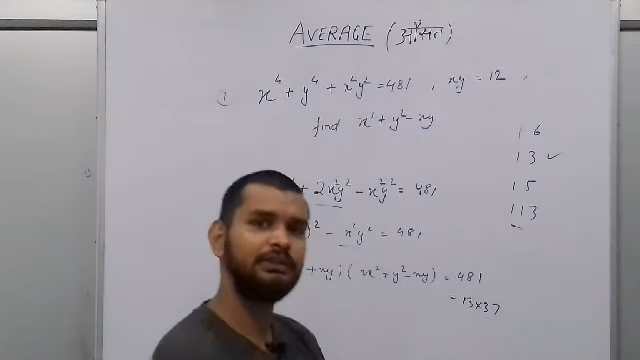 AVERAGE
① x⁴ + y⁴ + x²y² = 481 , xy = 12 ,
find x² + y² - xy
+ 2x²y² - x²y² = 481
)² - x²y² = 481
+ xy) (x² + y² - xy) = 481
= 13 x 37
16
13 ✓
15
113